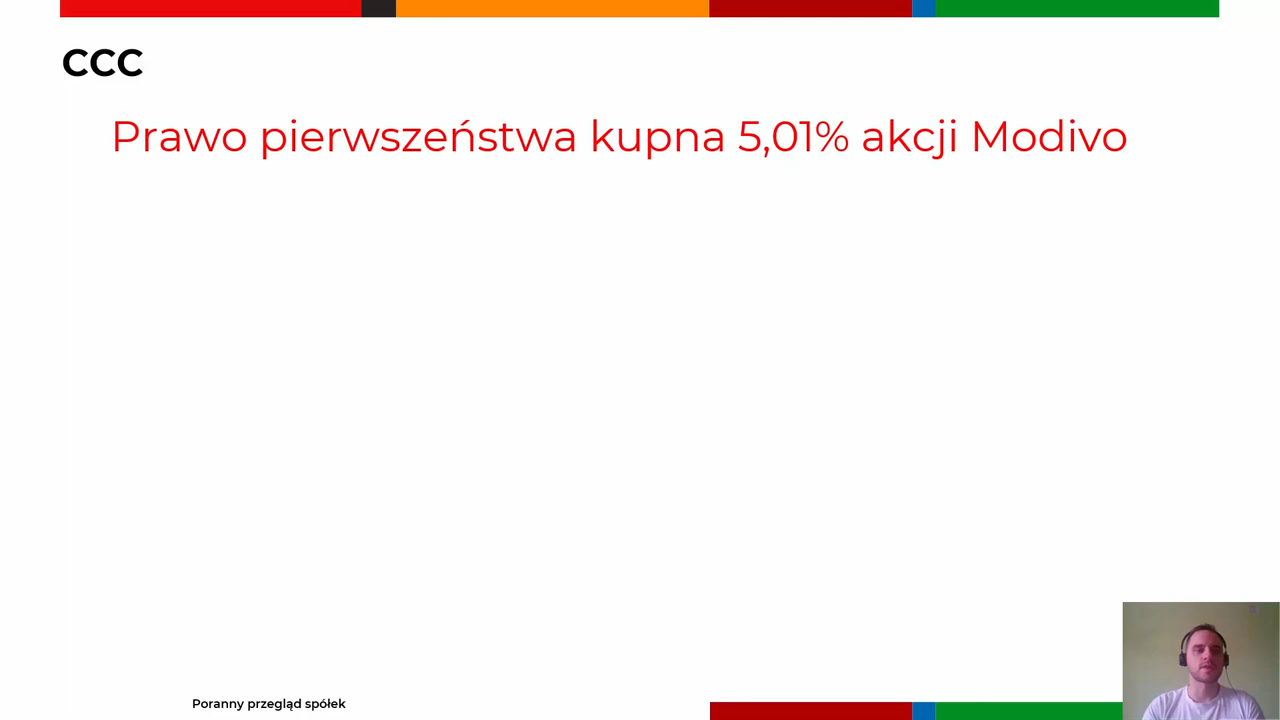 CCC
Prawo pierwszeństwa kupna 5,01% akcji Modivo
Poranny przegląd spółek